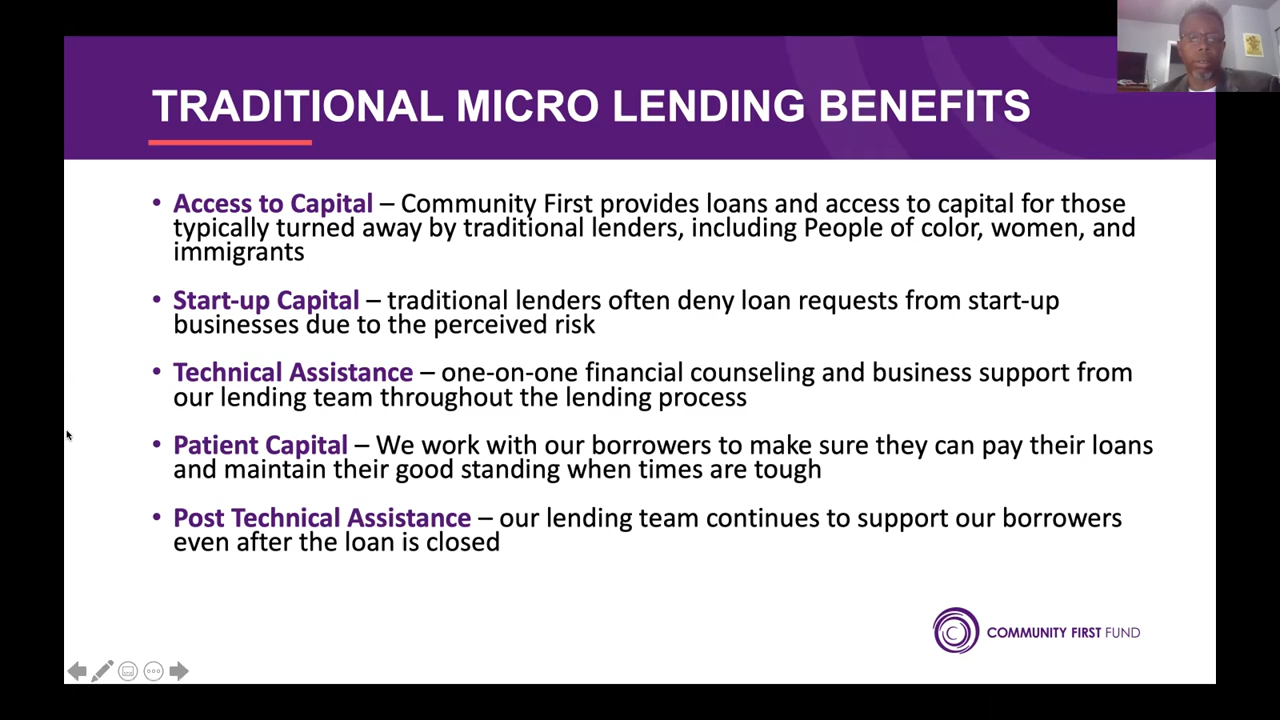 TRADITIONAL MICRO LENDING BENEFITS
• Access to Capital – Community First provides loans and access to capital for those
typically turned away by traditional lenders, including People of color, women, and
immigrants
• Start-up Capital – traditional lenders often deny loan requests from start-up
businesses due to the perceived risk
• Technical Assistance – one-on-one financial counseling and business support from
our lending team throughout the lending process
• Patient Capital – We work with our borrowers to make sure they can pay their loans
and maintain their good standing when times are tough
• Post Technical Assistance – our lending team continues to support our borrowers
even after the loan is closed
C COMMUNITY FIRST FUND